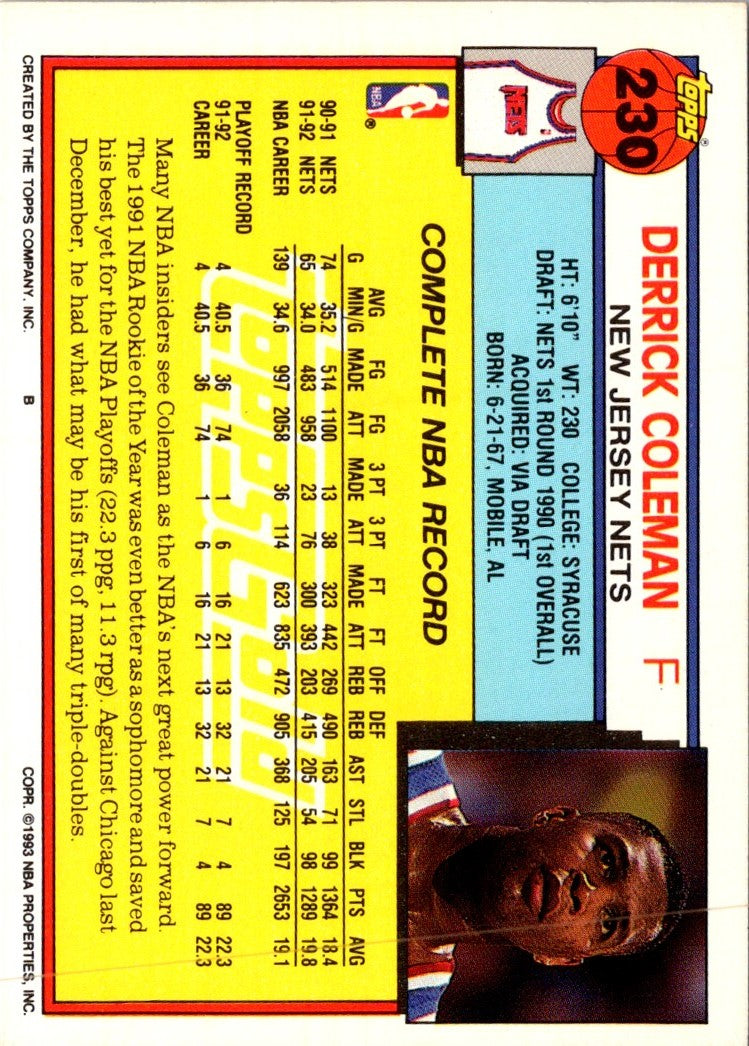 topps®
230
NETS
DERRICK COLEMAN F
NEW JERSEY NETS
HT: 6'10" WT: 230 COLLEGE: SYRACUSE
DRAFT: NETS 1st ROUND 1990 (1st OVERALL)
ACQUIRED: VIA DRAFT
BORN: 6-21-67, MOBILE, AL
NBA ®
COMPLETE NBA RECORD
AVG FG FG 3 PT 3 PT FT FT OFF DEF
G MIN/G MADE ATT MADE ATT MADE ATT REB REB AST STL BLK PTS AVG
90-91 NETS 74 35.2 514 1100 13 38 323 442 269 490 163 71 99 1364 18.4
91-92 NETS 65 34.0 483 958 23 76 300 393 203 415 205 54 98 1289 19.8
NBA CAREER 139 34.6 997 2058 36 114 623 835 472 905 368 125 197 2653 19.1
PLAYOFF RECORD
91-92 4 40.5 36 74 1 6 16 21 13 32 21 7 4 89 22.3
CAREER 4 40.5 36 74 1 6 16 21 13 32 21 7 4 89 22.3
ToppsGold
Many NBA insiders see Coleman as the NBA's next great power forward.
The 1991 NBA Rookie of the Year was even better as a sophomore and saved
his best yet for the NBA Playoffs (22.3 ppg, 11.3 rpg). Against Chicago last
December, he had what may be his first of many triple-doubles.
CREATED BY THE TOPPS COMPANY, INC. B COPR. ©1993 NBA PROPERTIES, INC.